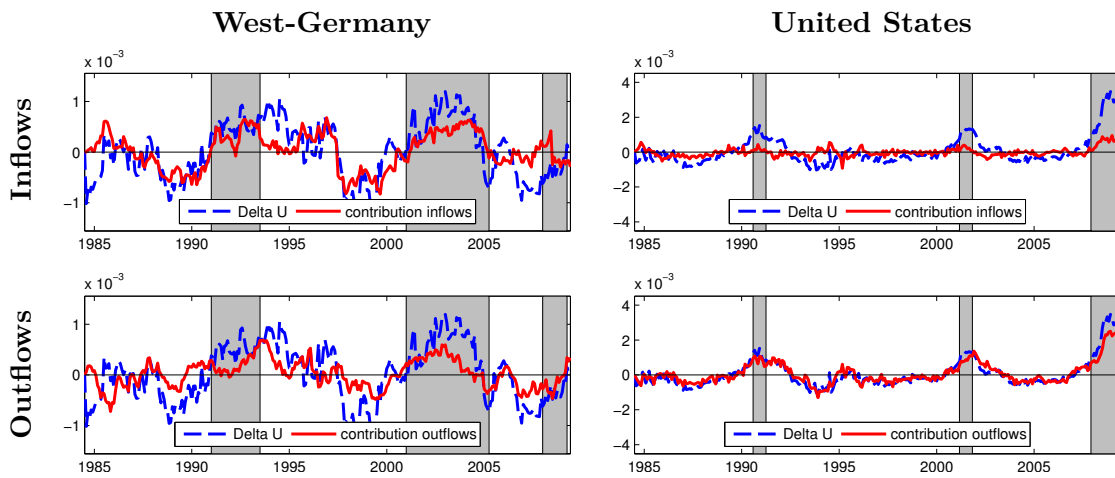 West-Germany
United States
Inflows
x 10⁻³
1
0
-1
Delta U
contribution inflows
1985 1990 1995 2000 2005
x 10⁻³
4
2
0
-2
-4
Delta U
contribution inflows
1985 1990 1995 2000 2005
Outflows
x 10⁻³
1
0
-1
Delta U
contribution outflows
1985 1990 1995 2000 2005
x 10⁻³
4
2
0
-2
-4
Delta U
contribution outflows
1985 1990 1995 2000 2005